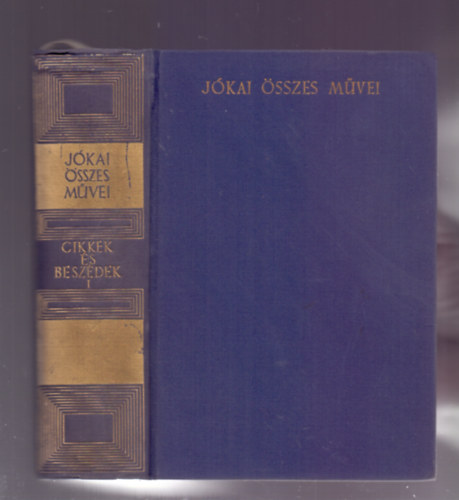 JÓKAI
ÖSSZES
MŰVEI
CIKKEK
ÉS
BESZÉDEK
I
JÓKAI ÖSSZES MŰVEI